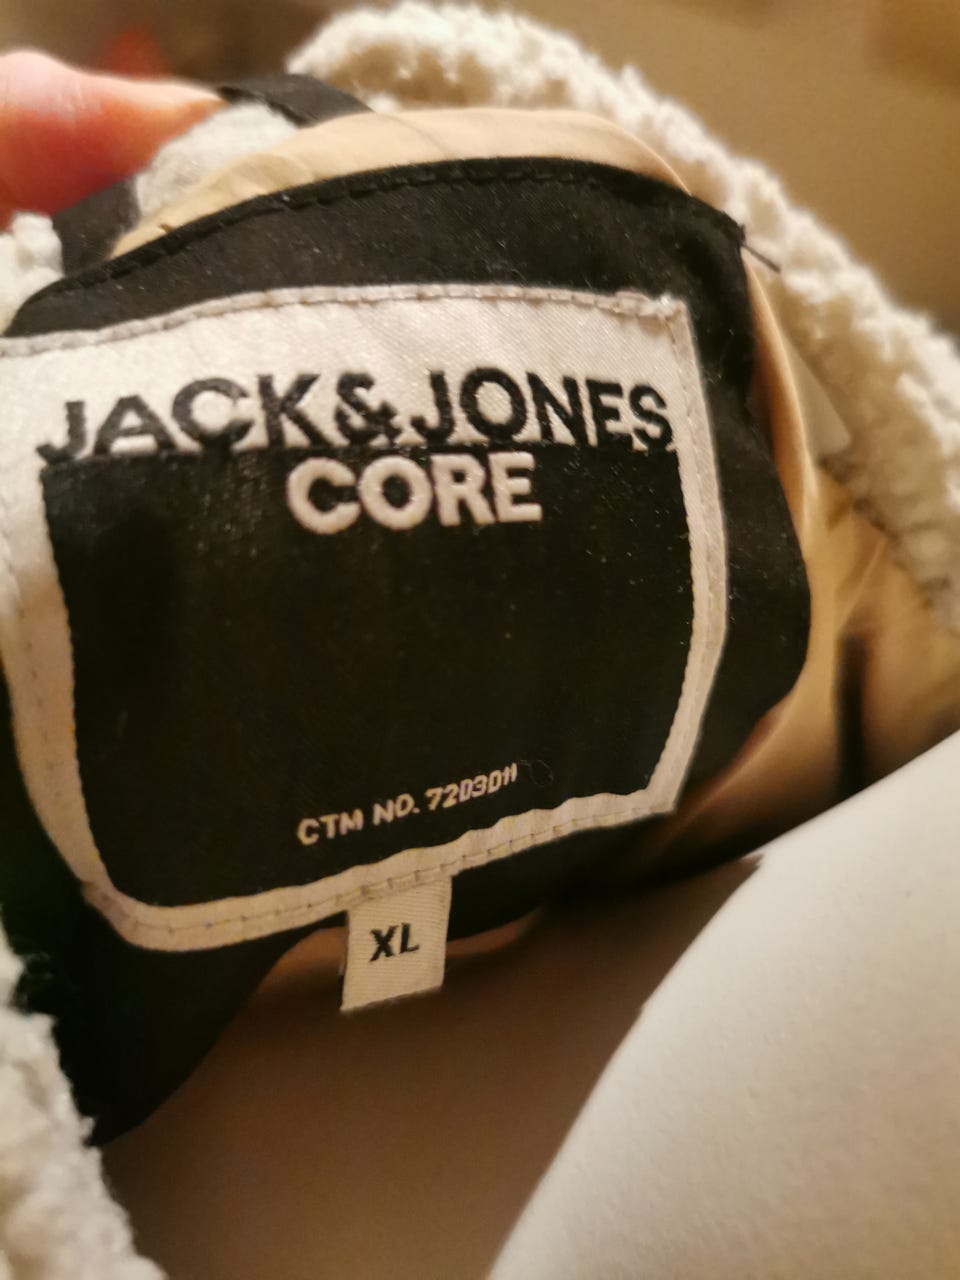 JACK&JONES
CORE
CTM NO. 7203011
XL